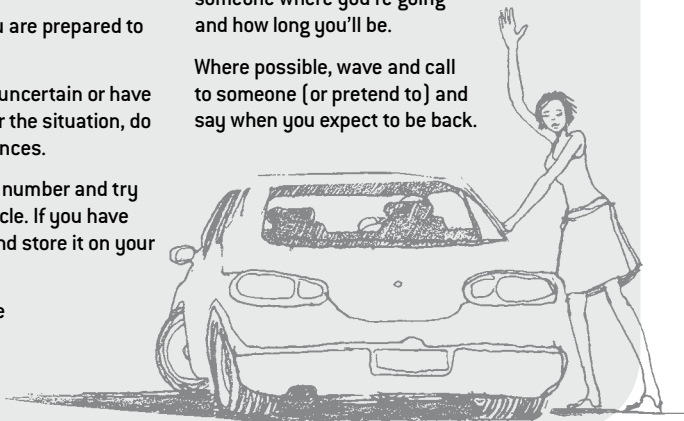 u are prepared to
uncertain or have
r the situation, do
nces.
number and try
cle. If you have
nd store it on your
e
someone where you’re going
and how long you’ll be.
Where possible, wave and call
to someone (or pretend to) and
say when you expect to be back.